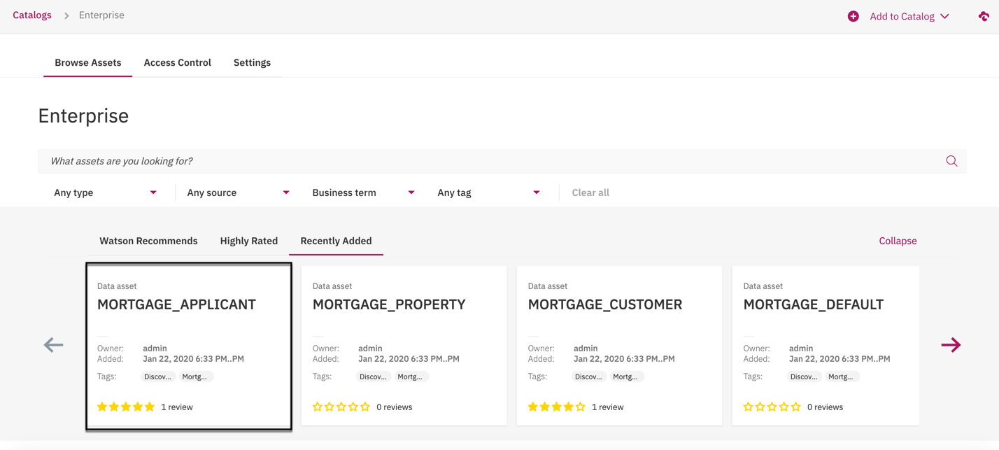 Catalogs > Enterprise Add to Catalog
Browse Assets Access Control Settings
Enterprise
What assets are you looking for?
Any type Any source Business term Any tag Clear all
Watson Recommends Highly Rated Recently Added Collapse
Data asset
MORTGAGE_APPLICANT
Owner: admin
Added: Jan 22, 2020 6:33 PM..PM
Tags: Discov... Mortg...
1 review
Data asset
MORTGAGE_PROPERTY
Owner: admin
Added: Jan 22, 2020 6:33 PM..PM
Tags: Discov... Mortg...
0 reviews
Data asset
MORTGAGE_CUSTOMER
Owner: admin
Added: Jan 22, 2020 6:33 PM..PM
Tags: Discov... Mortg...
1 review
Data asset
MORTGAGE_DEFAULT
Owner: admin
Added: Jan 22, 2020 6:33 PM..PM
Tags: Discov... Mortg...
0 reviews